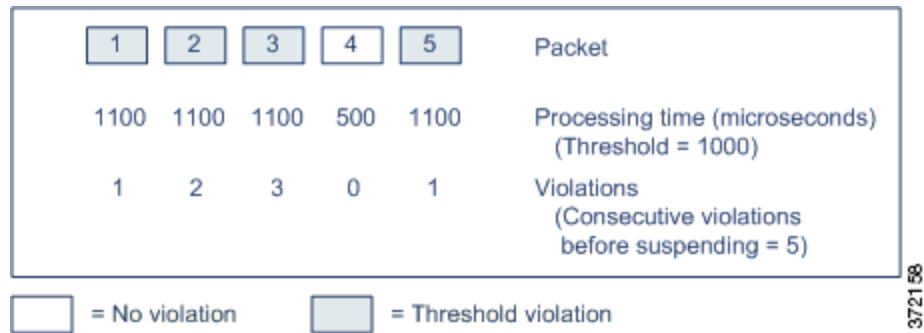 1 2 3 4 5 Packet
1100 1100 1100 500 1100 Processing time (microseconds)
(Threshold = 1000)
1 2 3 0 1 Violations
(Consecutive violations
before suspending = 5)
= No violation = Threshold violation
372158